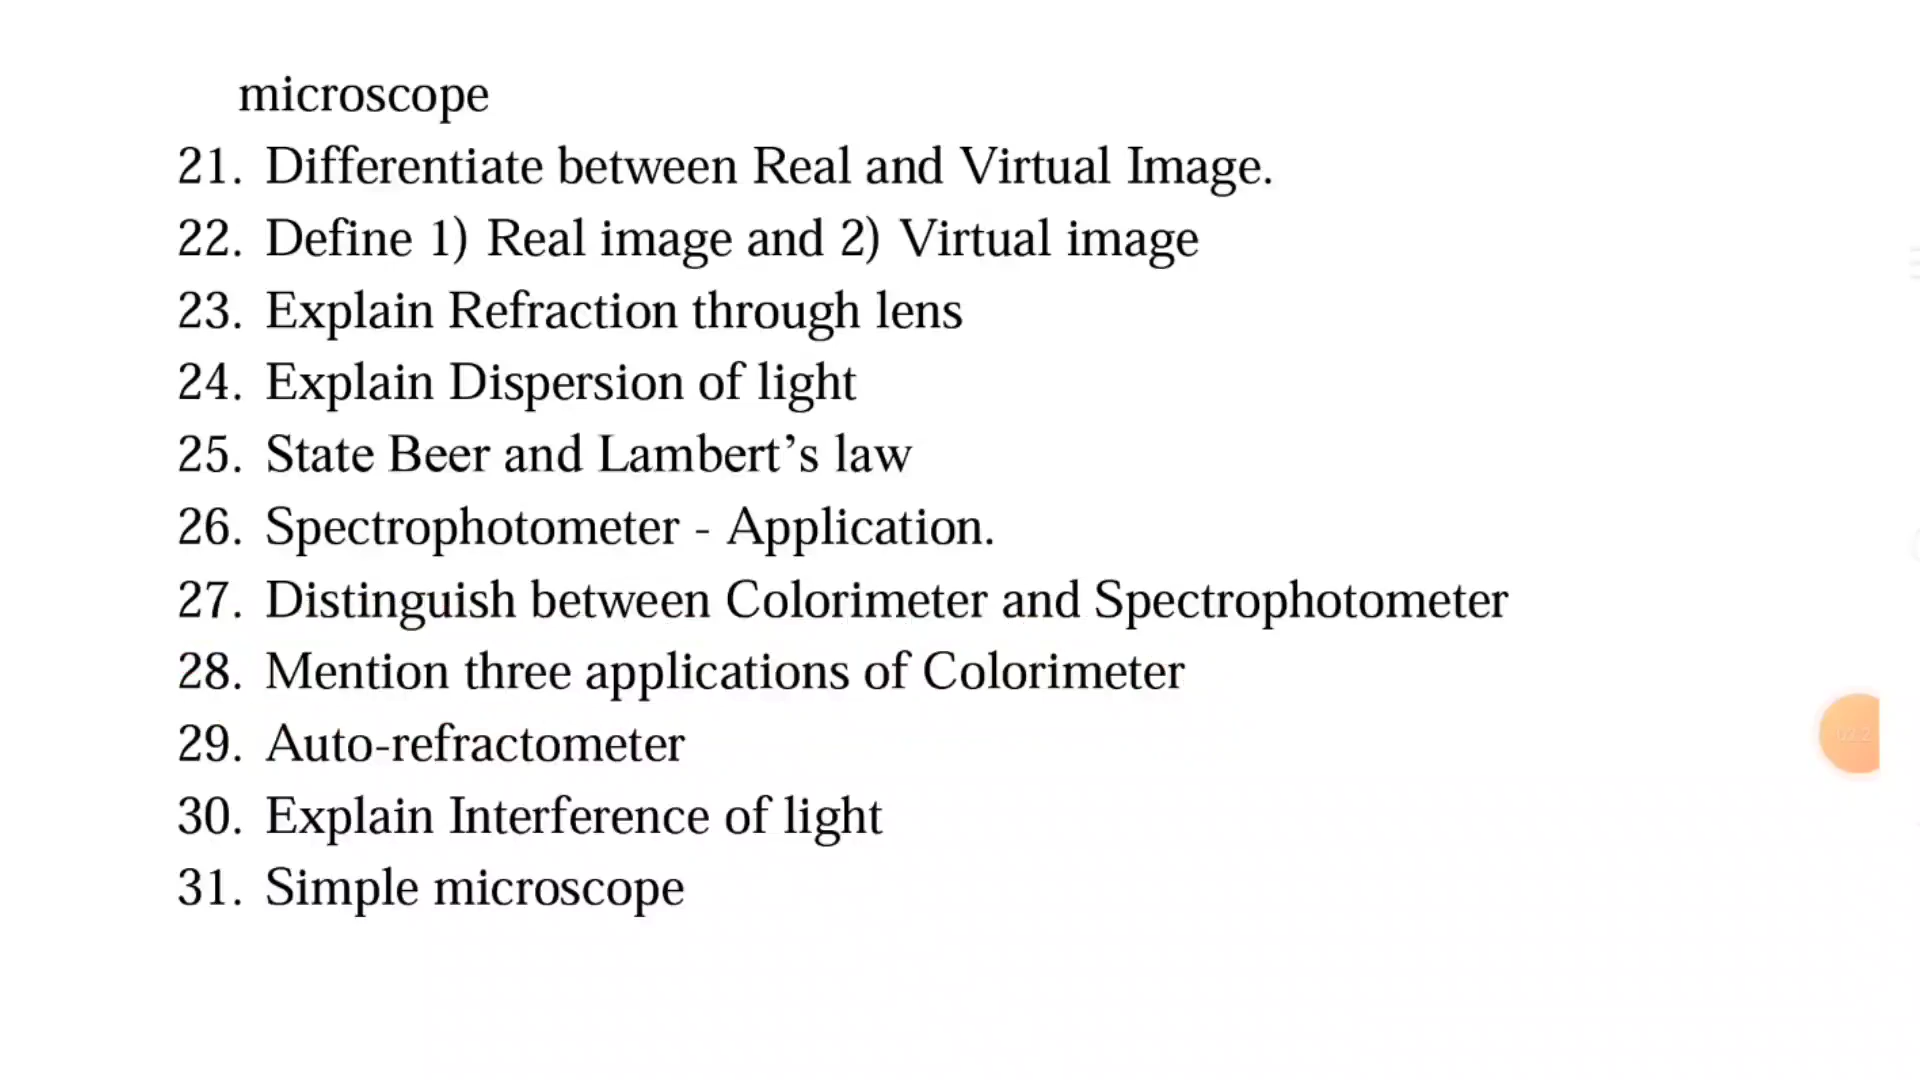 microscope
21. Differentiate between Real and Virtual Image.
22. Define 1) Real image and 2) Virtual image
23. Explain Refraction through lens
24. Explain Dispersion of light
25. State Beer and Lambert’s law
26. Spectrophotometer - Application.
27. Distinguish between Colorimeter and Spectrophotometer
28. Mention three applications of Colorimeter
29. Auto-refractometer
30. Explain Interference of light
31. Simple microscope